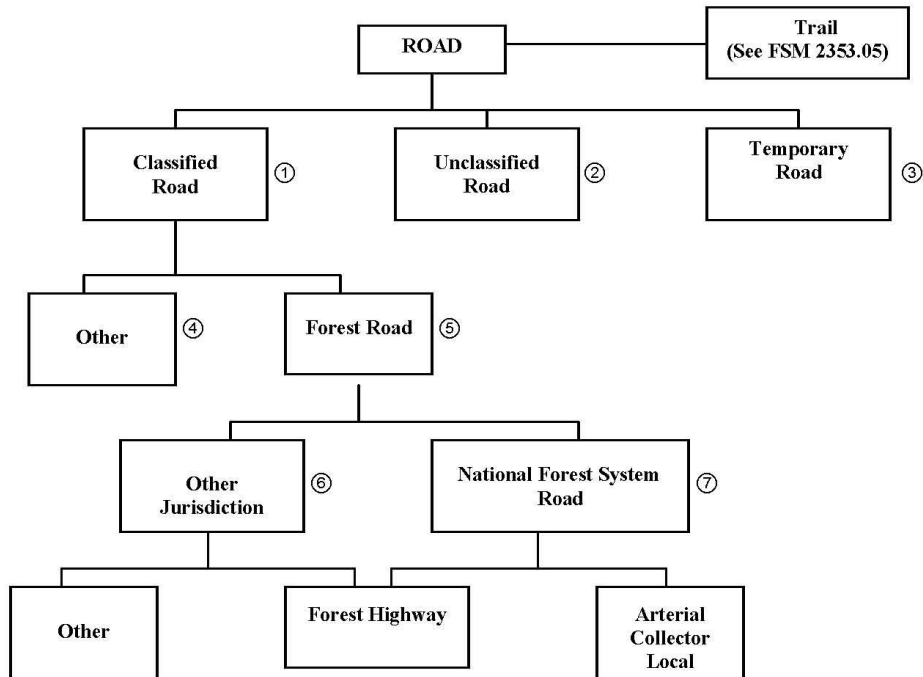 ROAD
Trail
(See FSM 2353.05)
Classified
Road
①
Unclassified
Road
②
Temporary
Road
③
Other
④
Forest Road
⑤
Other
Jurisdiction
⑥
National Forest System
Road
⑦
Other
Forest Highway
Arterial
Collector
Local